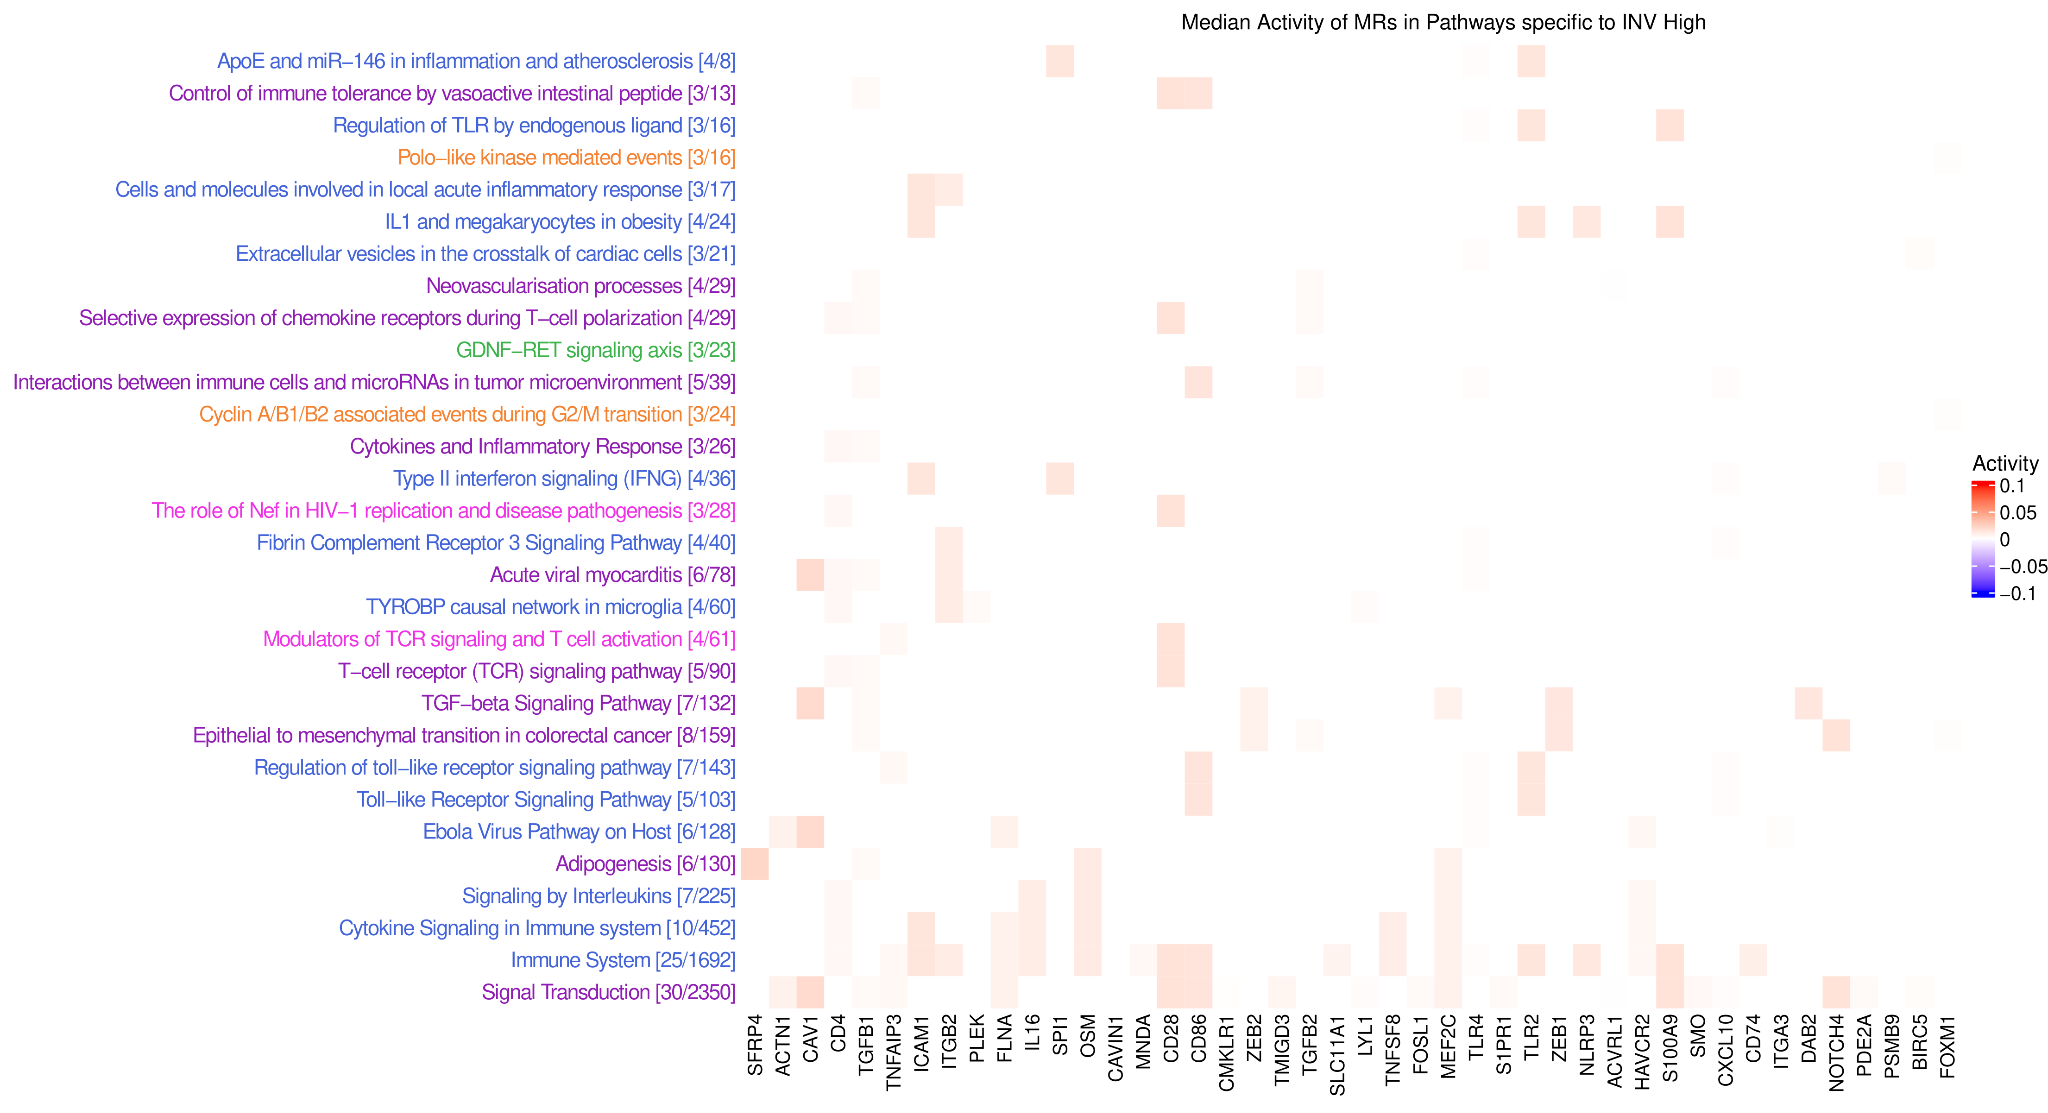 Median Activity of MRs in Pathways specific to INV High
ApoE and miR−146 in inflammation and atherosclerosis [4/8]
Control of immune tolerance by vasoactive intestinal peptide [3/13]
Regulation of TLR by endogenous ligand [3/16]
Polo−like kinase mediated events [3/16]
Cells and molecules involved in local acute inflammatory response [3/17]
IL1 and megakaryocytes in obesity [4/24]
Extracellular vesicles in the crosstalk of cardiac cells [3/21]
Neovascularisation processes [4/29]
Selective expression of chemokine receptors during T−cell polarization [4/29]
GDNF−RET signaling axis [3/23]
Interactions between immune cells and microRNAs in tumor microenvironment [5/39]
Cyclin A/B1/B2 associated events during G2/M transition [3/24]
Cytokines and Inflammatory Response [3/26]
Type II interferon signaling (IFNG) [4/36]
The role of Nef in HIV−1 replication and disease pathogenesis [3/28]
Fibrin Complement Receptor 3 Signaling Pathway [4/40]
Acute viral myocarditis [6/78]
TYROBP causal network in microglia [4/60]
Modulators of TCR signaling and T cell activation [4/61]
T−cell receptor (TCR) signaling pathway [5/90]
TGF−beta Signaling Pathway [7/132]
Epithelial to mesenchymal transition in colorectal cancer [8/159]
Regulation of toll−like receptor signaling pathway [7/143]
Toll−like Receptor Signaling Pathway [5/103]
Ebola Virus Pathway on Host [6/128]
Adipogenesis [6/130]
Signaling by Interleukins [7/225]
Cytokine Signaling in Immune system [10/452]
Immune System [25/1692]
Signal Transduction [30/2350]
SFRP4
ACTN1
CAV1
CD4
TGFB1
TNFAIP3
ICAM1
ITGB2
PLEK
FLNA
IL16
SPI1
OSM
CAVIN1
MNDA
CD28
CD86
CMKLR1
ZEB2
TMIGD3
TGFB2
SLC11A1
LYL1
TNFSF8
FOSL1
MEF2C
TLR4
S1PR1
TLR2
ZEB1
NLRP3
ACVRL1
HAVCR2
S100A9
SMO
CXCL10
CD74
ITGA3
DAB2
NOTCH4
PDE2A
PSMB9
BIRC5
FOXM1
Activity
0.1
0.05
0
−0.05
−0.1